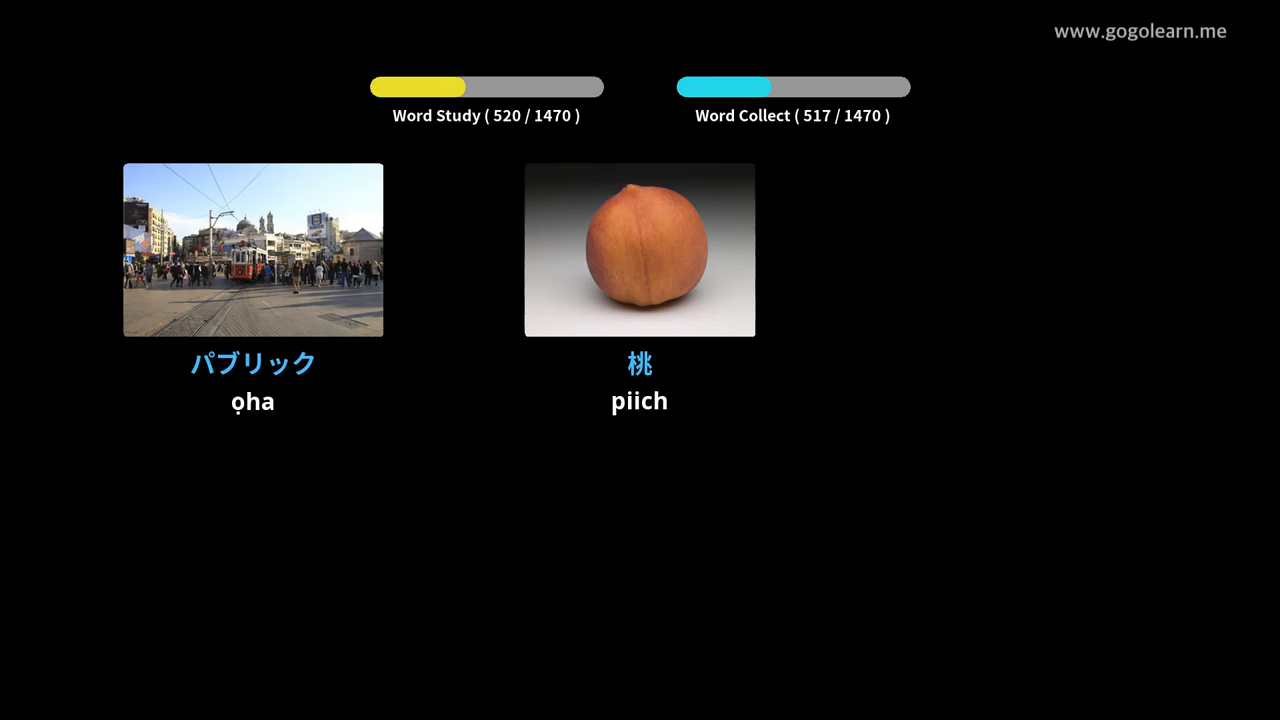 www.gogolearn.me
Word Study ( 520 / 1470 )
Word Collect ( 517 / 1470 )
パブリック
ọha
桃
piich